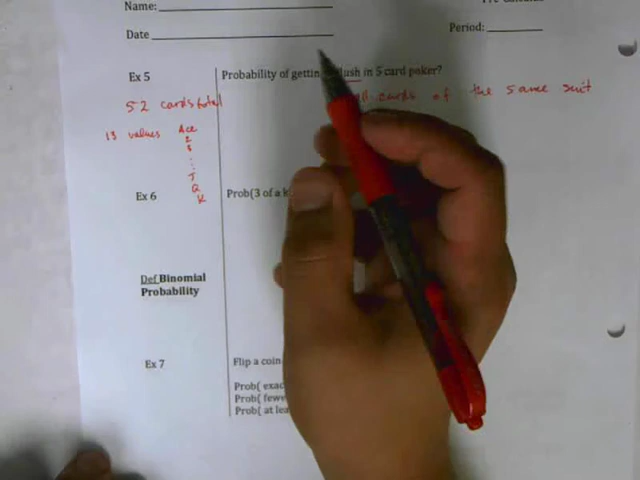 Name:
Date
Period:
Ex 5
Probability of getting flush in 5 card poker?
52 cards total
all cards of the same suit
13 values Ace
2
3
J
Q
K
Ex 6
Prob(3 of a k
Def Binomial
Probability
Ex 7
Flip a coin
Prob( exac
Prob( fewe
Prob( at lea